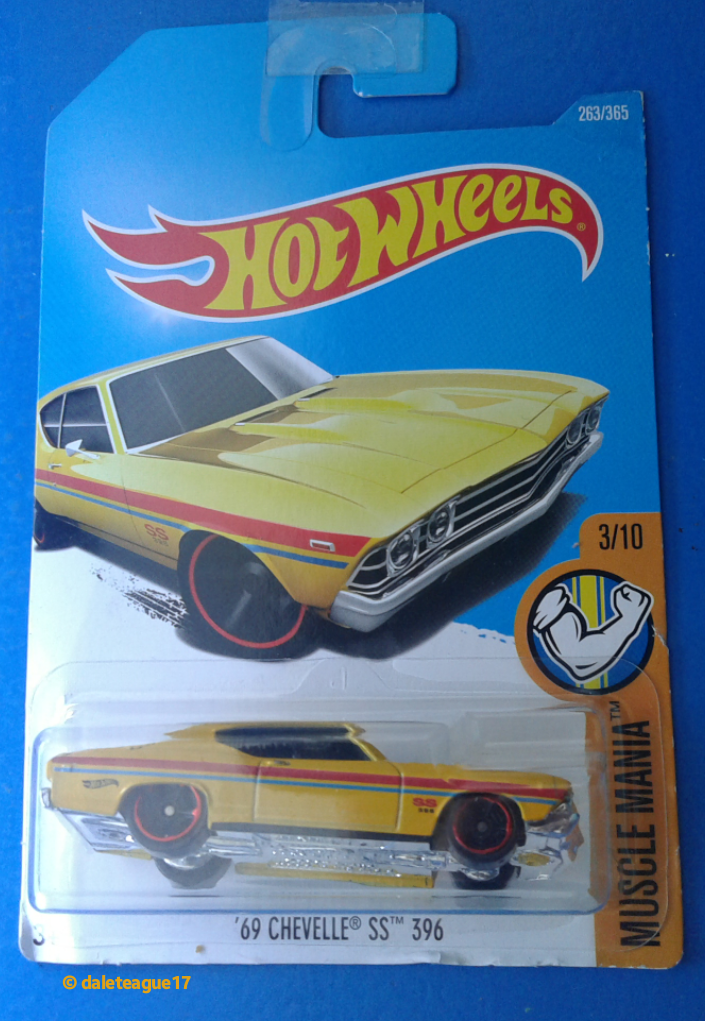 263/365
HOT WHEELS®
SS
3/10
SS
'69 CHEVELLE® SS™ 396
MUSCLE MANIA™
© daleteague17